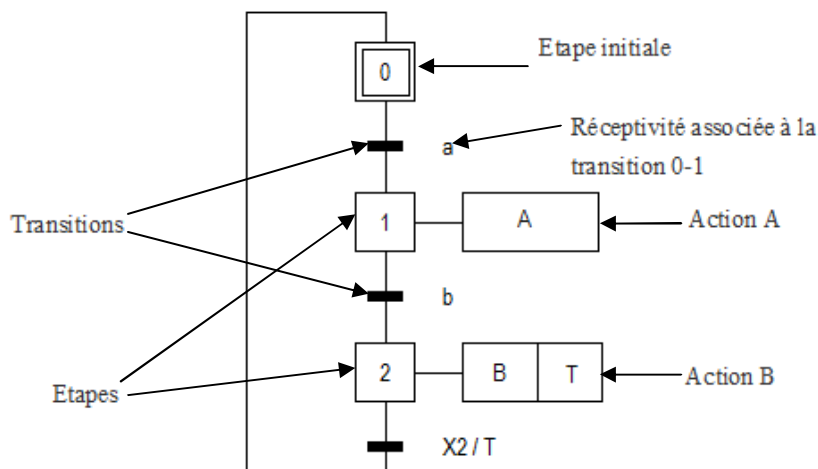 0
Etape initiale
a
Réceptivité associée à la
transition 0-1
Transitions
1
A
Action A
b
2
B
T
Action B
Etapes
X2 / T